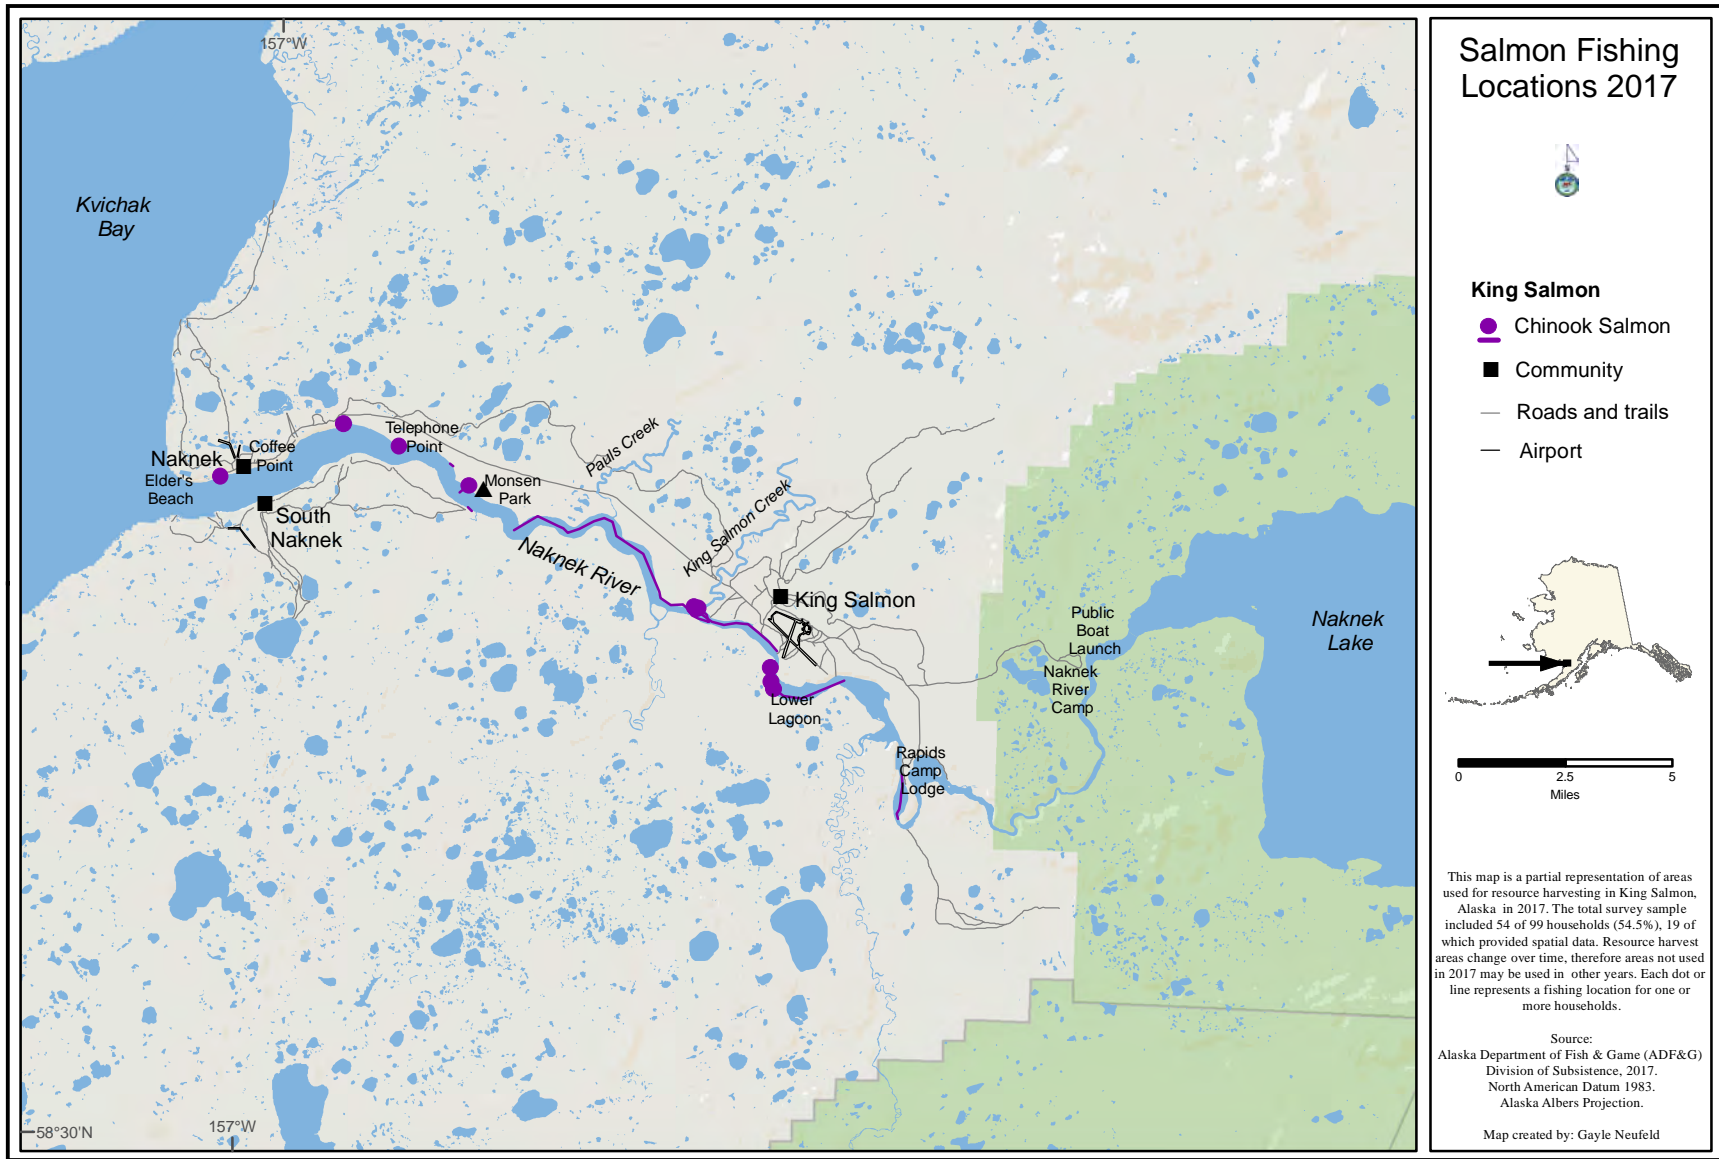 157°W
Kvichak
Bay
Telephone
Point
Pauls Creek
Coffee
Point
Naknek
Elder's
Beach
Monsen
Park
King Salmon Creek
South
Naknek
Naknek River
King Salmon
Public
Boat
Launch
Naknek
Lake
Naknek
River
Camp
Lower
Lagoon
Rapids
Camp
Lodge
58°30'N
157°W
Salmon Fishing
Locations 2017
King Salmon
Chinook Salmon
Community
Roads and trails
Airport
0 2.5 5
Miles
This map is a partial representation of areas
used for resource harvesting in King Salmon,
Alaska in 2017. The total survey sample
included 54 of 99 households (54.5%), 19 of
which provided spatial data. Resource harvest
areas change over time, therefore areas not used
in 2017 may be used in other years. Each dot or
line represents a fishing location for one or
more households.
Source:
Alaska Department of Fish & Game (ADF&G)
Division of Subsistence, 2017.
North American Datum 1983.
Alaska Albers Projection.
Map created by: Gayle Neufeld